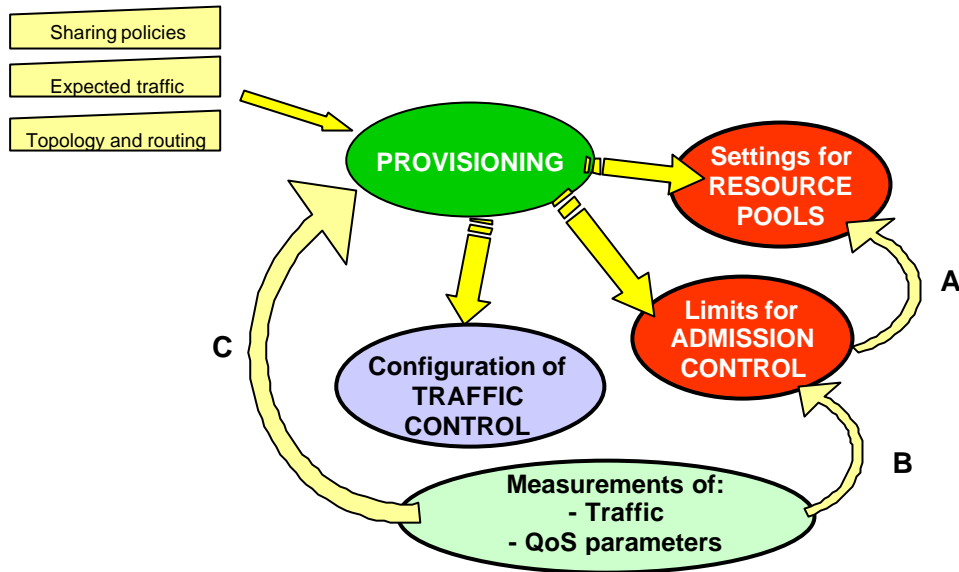 Sharing policies
Expected traffic
Topology and routing
PROVISIONING
Settings for
RESOURCE
POOLS
A
Limits for
ADMISSION
CONTROL
C
Configuration of
TRAFFIC
CONTROL
B
Measurements of:
- Traffic
- QoS parameters